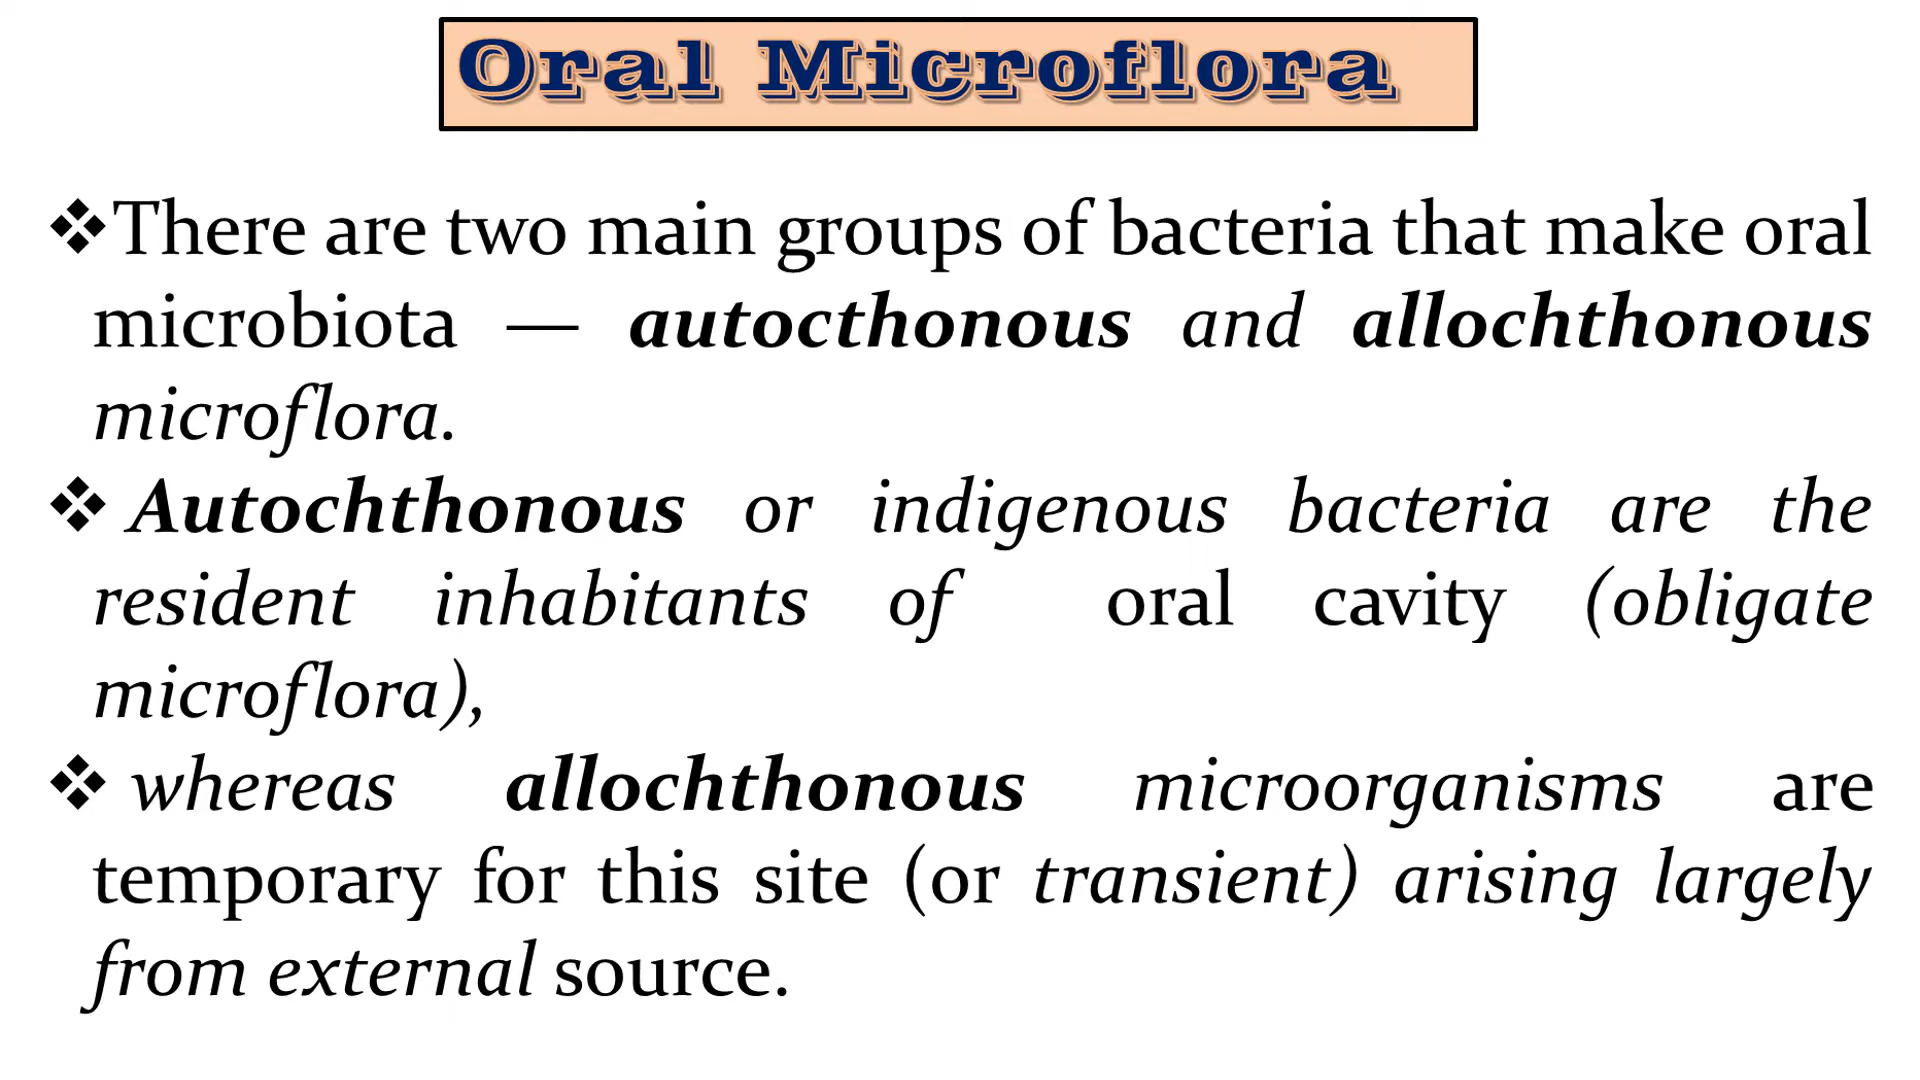 Oral Microflora
❖There are two main groups of bacteria that make oral
microbiota — autocthonous and allochthonous
microflora.
❖ Autochthonous or indigenous bacteria are the
resident inhabitants of oral cavity (obligate
microflora),
❖ whereas allochthonous microorganisms are
temporary for this site (or transient) arising largely
from external source.